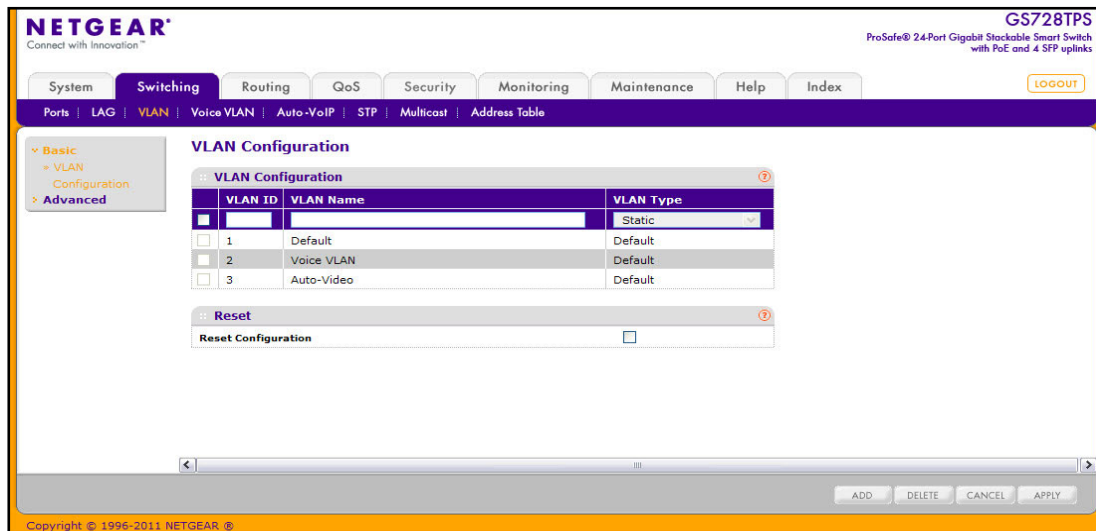 NETGEAR®
Connect with Innovation™
GS728TPS
ProSafe® 24-Port Gigabit Stackable Smart Switch
with PoE and 4 SFP uplinks
System Switching Routing QoS Security Monitoring Maintenance Help Index LOGOUT
Ports | LAG | VLAN | Voice VLAN | Auto-VoIP | STP | Multicast | Address Table
Basic
» VLAN
Configuration
Advanced
VLAN Configuration
VLAN Configuration ?
VLAN ID VLAN Name VLAN Type
Static
1 Default Default
2 Voice VLAN Default
3 Auto-Video Default
Reset ?
Reset Configuration
ADD DELETE CANCEL APPLY
Copyright © 1996-2011 NETGEAR ®